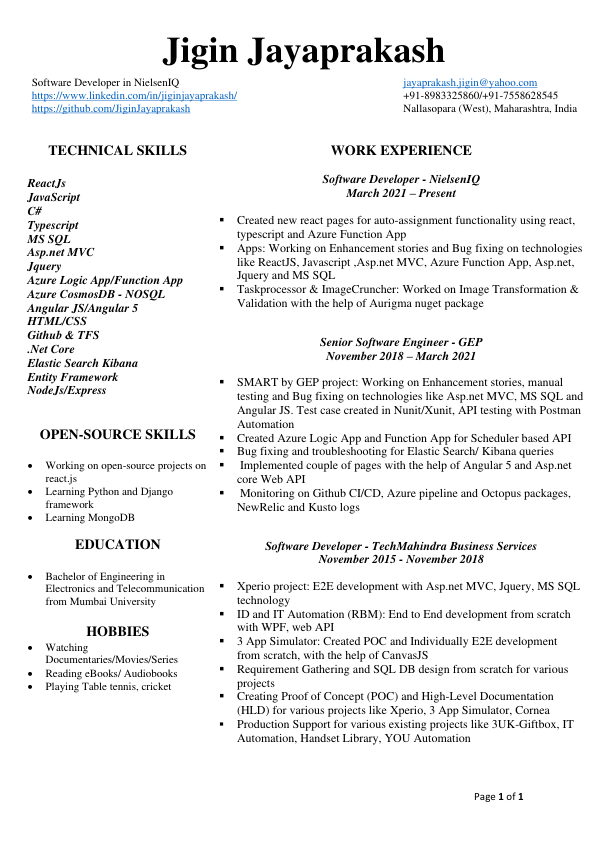 Jigin Jayaprakash
Software Developer in NielsenIQ
https://www.linkedin.com/in/jiginjayaprakash/
https://github.com/JiginJayaprakash
jayaprakash.jigin@yahoo.com
+91-8983325860/+91-7558628545
Nallasopara (West), Maharashtra, India
TECHNICAL SKILLS
ReactJs
JavaScript
C#
Typescript
MS SQL
Asp.net MVC
Jquery
Azure Logic App/Function App
Azure CosmosDB - NOSQL
Angular JS/Angular 5
HTML/CSS
Github & TFS
.Net Core
Elastic Search Kibana
Entity Framework
NodeJs/Express
OPEN-SOURCE SKILLS
• Working on open-source projects on
react.js
• Learning Python and Django
framework
• Learning MongoDB
EDUCATION
• Bachelor of Engineering in
Electronics and Telecommunication
from Mumbai University
HOBBIES
• Watching
Documentaries/Movies/Series
• Reading eBooks/ Audiobooks
• Playing Table tennis, cricket
WORK EXPERIENCE
Software Developer - NielsenIQ
March 2021 – Present
▪ Created new react pages for auto-assignment functionality using react,
typescript and Azure Function App
▪ Apps: Working on Enhancement stories and Bug fixing on technologies
like ReactJS, Javascript ,Asp.net MVC, Azure Function App, Asp.net,
Jquery and MS SQL
▪ Taskprocessor & ImageCruncher: Worked on Image Transformation &
Validation with the help of Aurigma nuget package
Senior Software Engineer - GEP
November 2018 – March 2021
▪ SMART by GEP project: Working on Enhancement stories, manual
testing and Bug fixing on technologies like Asp.net MVC, MS SQL and
Angular JS. Test case created in Nunit/Xunit, API testing with Postman
Automation
▪ Created Azure Logic App and Function App for Scheduler based API
▪ Bug fixing and troubleshooting for Elastic Search/ Kibana queries
▪ Implemented couple of pages with the help of Angular 5 and Asp.net
core Web API
▪ Monitoring on Github CI/CD, Azure pipeline and Octopus packages,
NewRelic and Kusto logs
Software Developer - TechMahindra Business Services
November 2015 - November 2018
▪ Xperio project: E2E development with Asp.net MVC, Jquery, MS SQL
technology
▪ ID and IT Automation (RBM): End to End development from scratch
with WPF, web API
▪ 3 App Simulator: Created POC and Individually E2E development
from scratch, with the help of CanvasJS
▪ Requirement Gathering and SQL DB design from scratch for various
projects
▪ Creating Proof of Concept (POC) and High-Level Documentation
(HLD) for various projects like Xperio, 3 App Simulator, Cornea
▪ Production Support for various existing projects like 3UK-Giftbox, IT
Automation, Handset Library, YOU Automation
Page 1 of 1